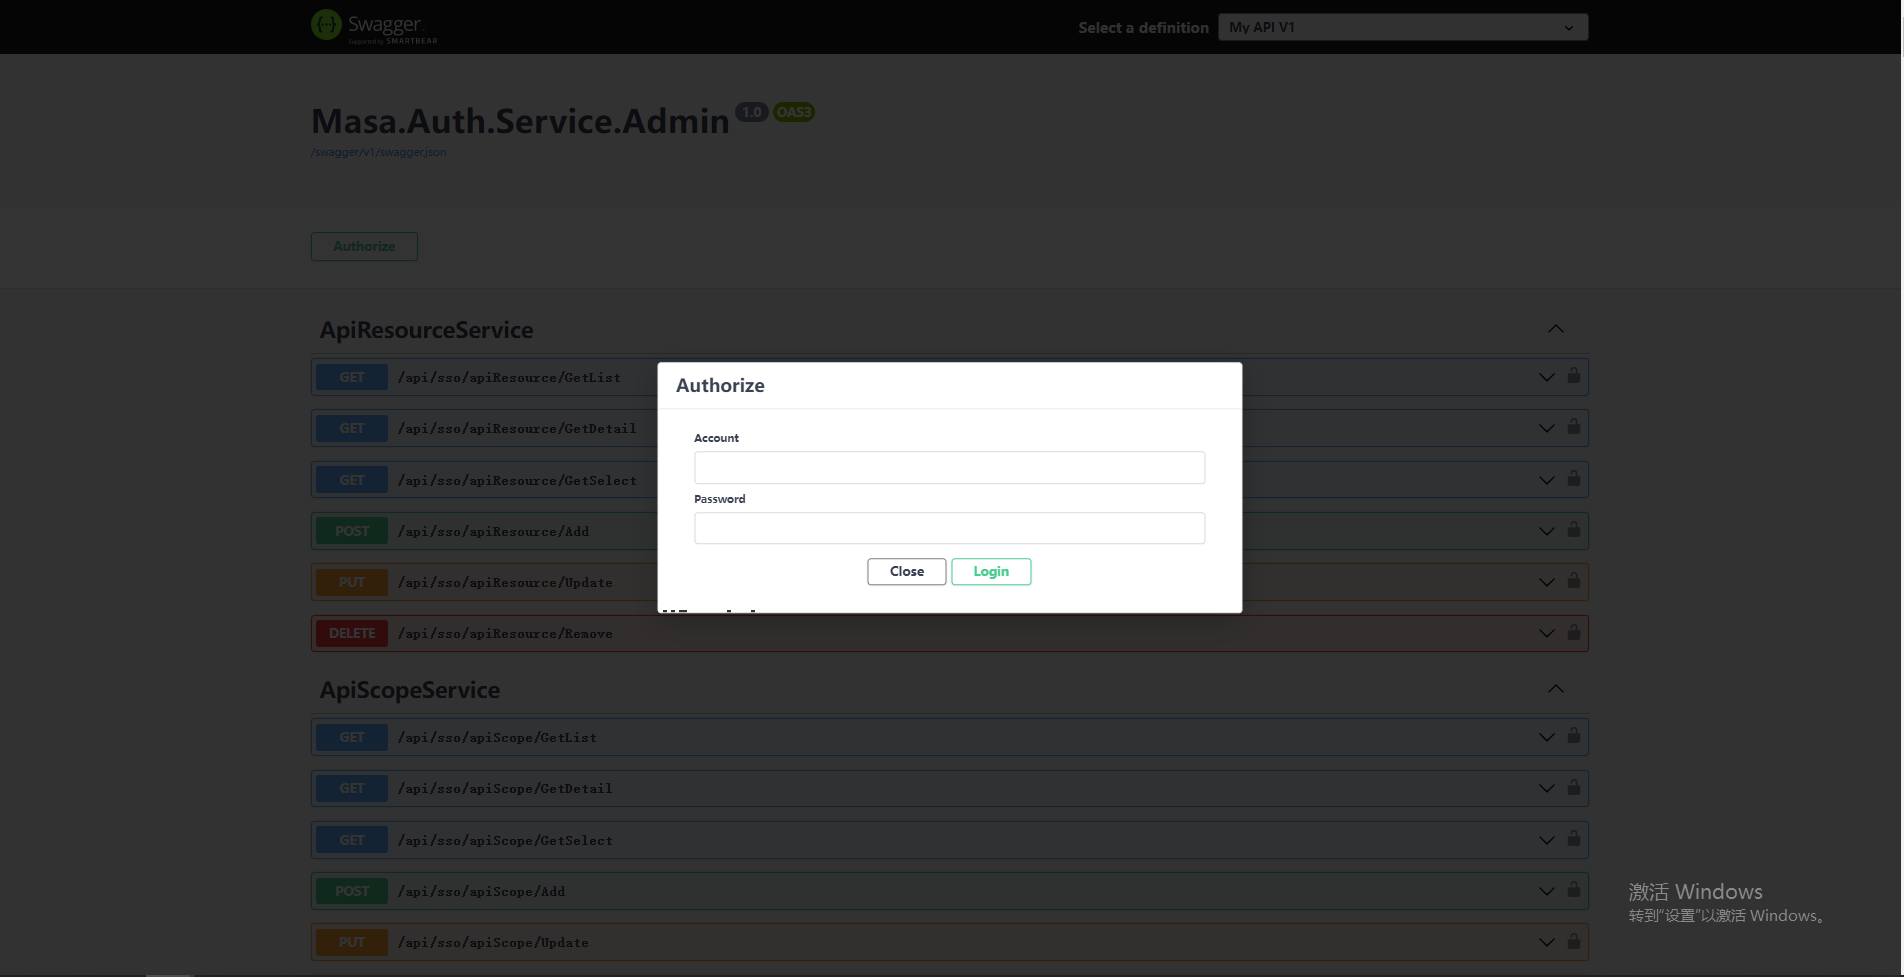 Swagger.
Supported by SMARTBEAR
Select a definition
My API V1
Masa.Auth.Service.Admin 1.0 OAS3
/swagger/v1/swagger.json
Authorize
ApiResourceService
GET /api/sso/apiResource/GetList
GET /api/sso/apiResource/GetDetail
GET /api/sso/apiResource/GetSelect
POST /api/sso/apiResource/Add
PUT /api/sso/apiResource/Update
DELETE /api/sso/apiResource/Remove
Authorize
Account
Password
Close
Login
ApiScopeService
GET /api/sso/apiScope/GetList
GET /api/sso/apiScope/GetDetail
GET /api/sso/apiScope/GetSelect
POST /api/sso/apiScope/Add
PUT /api/sso/apiScope/Update
激活 Windows
转到“设置”以激活 Windows。